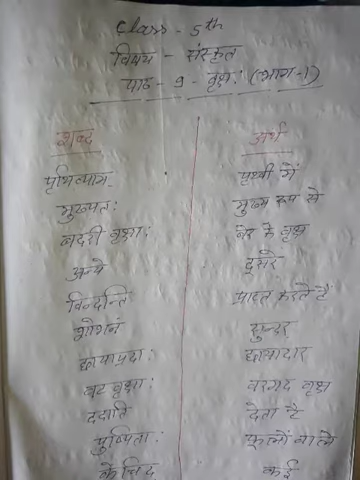 Class - 5th
विषय - संस्कृत
पाठ - 9 - वृक्षः (भाग-1)
शब्द अर्थ
पृथिव्याम् पृथ्वी में
मुख्यतः मुख्य रूप से
बदरी वृक्षाः बेर के वृक्ष
अन्ये दूसरे
विन्दन्ति प्राप्त करते हैं
शोभनं सुन्दर
छायाप्रदाः छायादार
वट वृक्षाः बरगद वृक्ष
ददाति देता है
पुष्पिताः फूलों वाले
केचिद कई